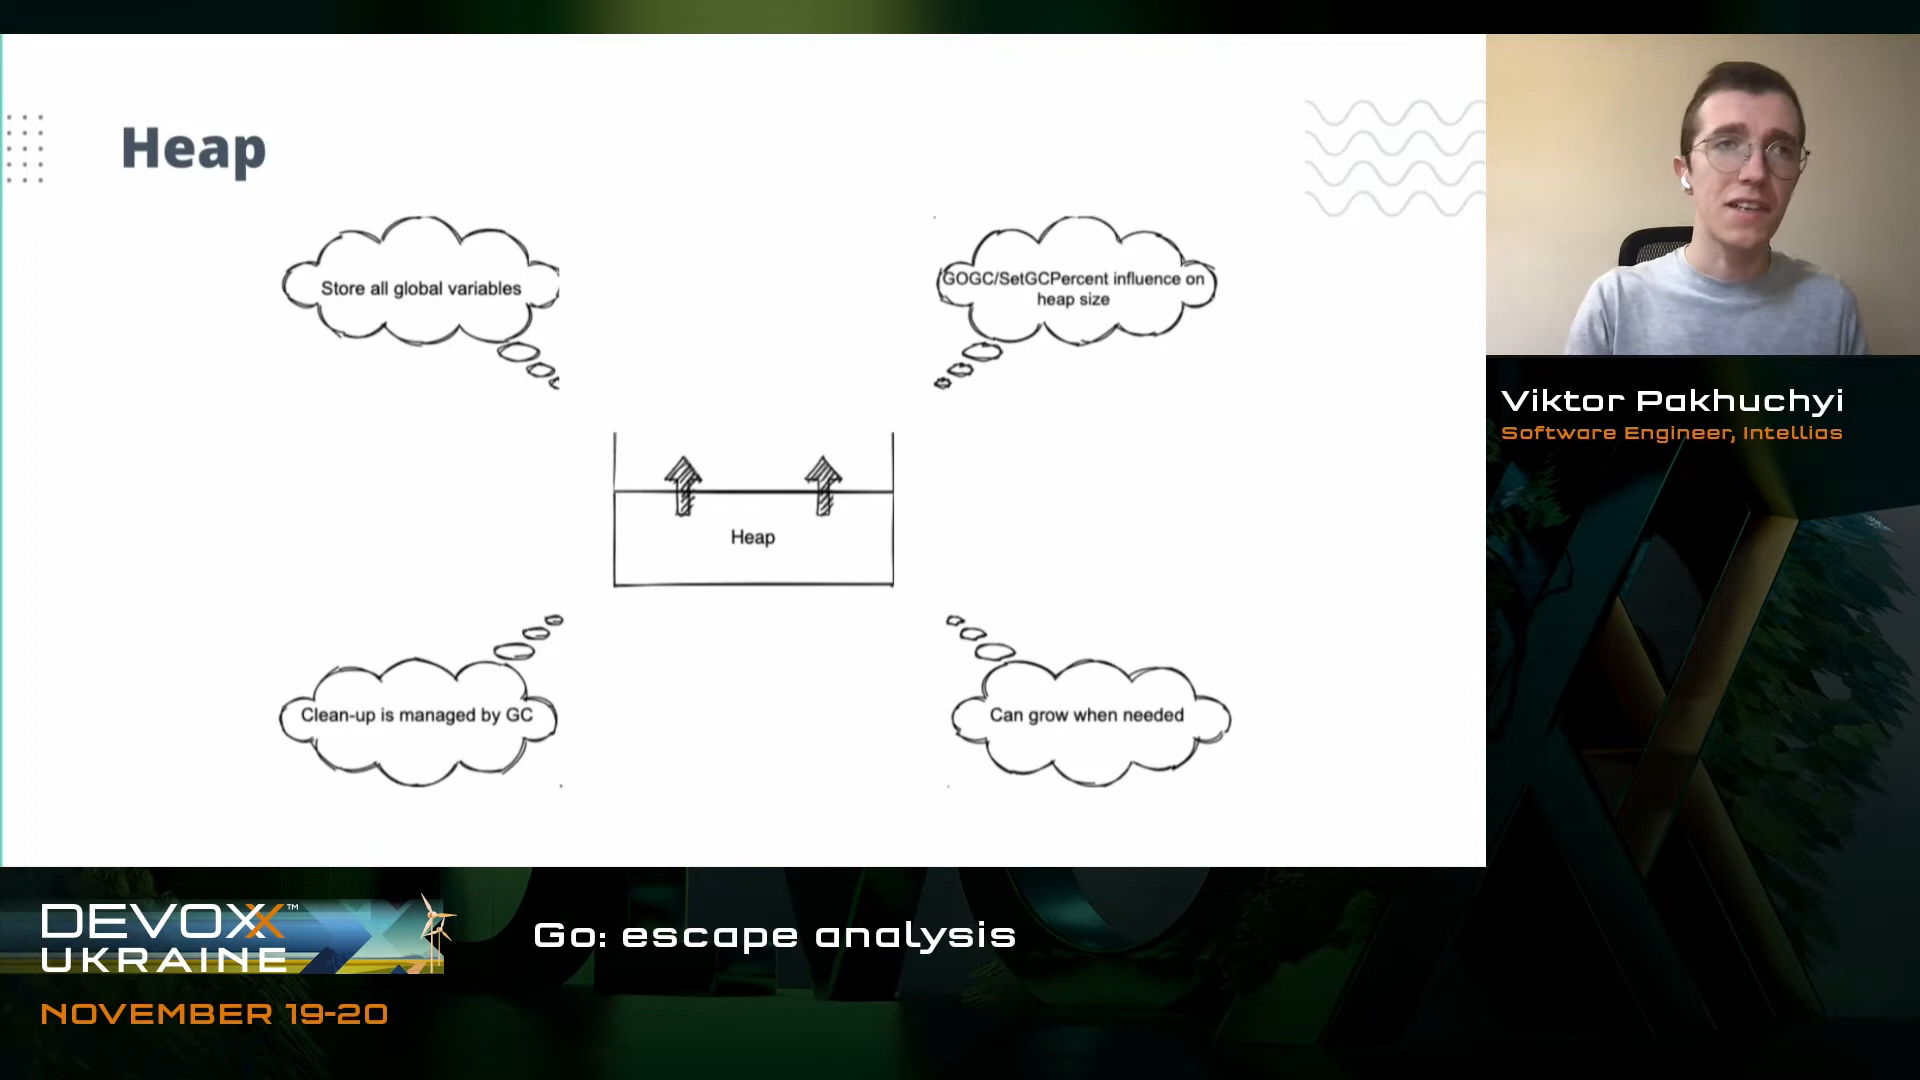 Heap
Store all global variables
GOGC/SetGCPercent influence on
heap size
Heap
Clean-up is managed by GC
Can grow when needed
Viktor Pakhuchyi
Software Engineer, Intellias
DEVOXX™
UKRAINE
NOVEMBER 19-20
Go: escape analysis